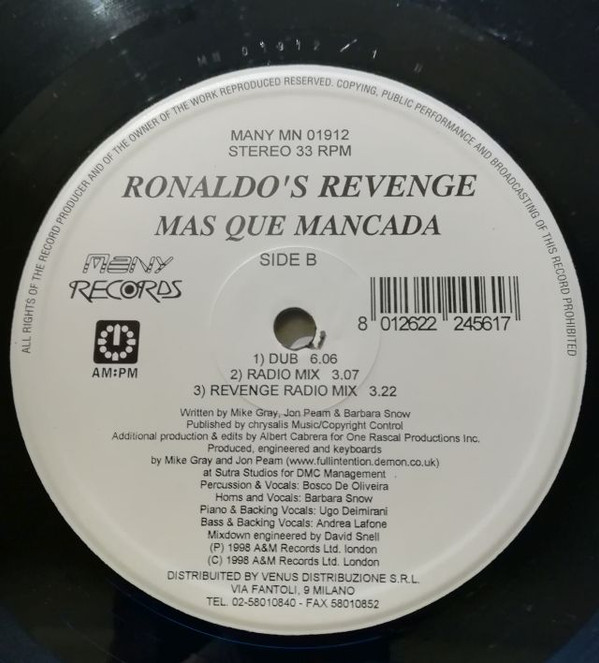 MN 01912 / 1
ALL RIGHTS OF THE RECORD PRODUCER AND OF THE OWNER OF THE WORK REPRODUCED RESERVED. COPYING, PUBLIC PERFORMANCE AND BROADCASTING OF THIS RECORD PROHIBITED
MANY MN 01912
STEREO 33 RPM
RONALDO'S REVENGE
MAS QUE MANCADA
SIDE B
MANY
RECORDS
8 012622 245617
AM:PM
1) DUB 6.06
2) RADIO MIX 3.07
3) REVENGE RADIO MIX 3.22
Written by Mike Gray, Jon Pearn & Barbara Snow
Published by chrysalis Music/Copyright Control
Additional production & edits by Albert Cabrera for One Rascal Productions Inc.
Produced, engineered and keyboards
by Mike Gray and Jon Pearn (www.fullintention.demon.co.uk)
at Sutra Studios for DMC Management
Percussion & Vocals: Bosco De Oliveira
Horns and Vocals: Barbara Snow
Piano & Backing Vocals: Ugo Deimirani
Bass & Backing Vocals: Andrea Lafone
Mixdown engineered by David Snell
(P) 1998 A&M Records Ltd. london
(C) 1998 A&M Records Ltd. London
DISTRIBUITED BY VENUS DISTRIBUZIONE S.R.L.
VIA FANTOLI, 9 MILANO
TEL. 02-58010840 - FAX 58010852